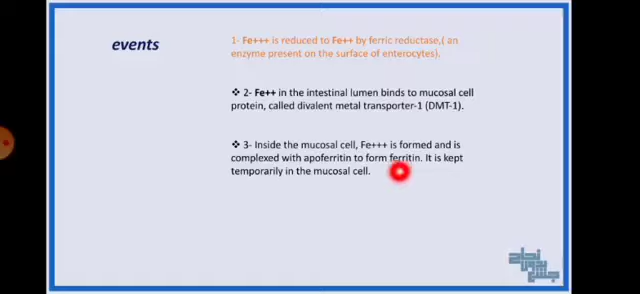 events
1- Fe+++ is reduced to Fe++ by ferric reductase,( an
enzyme present on the surface of enterocytes).
❖ 2- Fe++ in the intestinal lumen binds to mucosal cell
protein, called divalent metal transporter-1 (DMT-1).
❖ 3- Inside the mucosal cell, Fe+++ is formed and is
complexed with apoferritin to form ferritin. It is kept
temporarily in the mucosal cell.